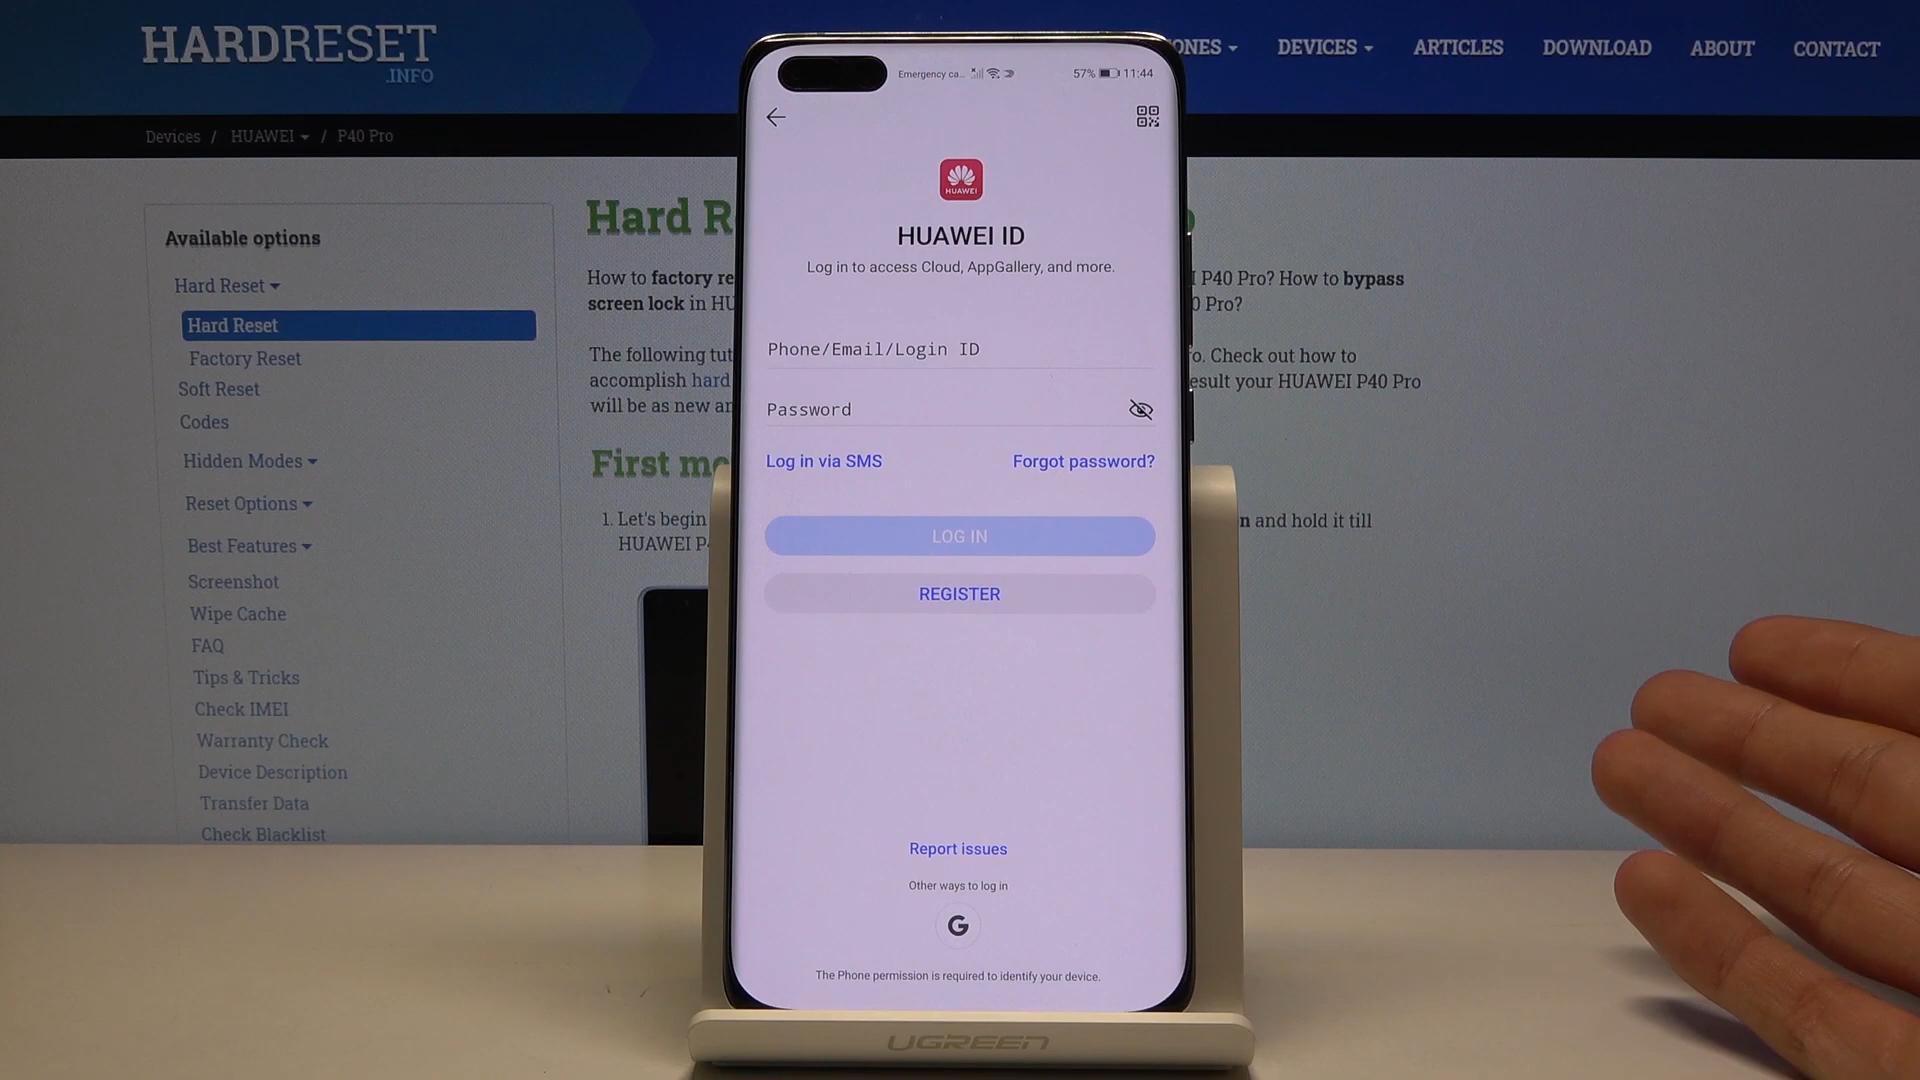 HARDRESET
.INFO
ONES DEVICES ARTICLES DOWNLOAD ABOUT CONTACT
Devices / HUAWEI / P40 Pro
Available options
Hard Reset
Hard Reset
Factory Reset
Soft Reset
Codes
Hidden Modes
Reset Options
Best Features
Screenshot
Wipe Cache
FAQ
Tips & Tricks
Check IMEI
Warranty Check
Device Description
Transfer Data
Check Blacklist
Hard R
How to factory re
P40 Pro? How to bypass
screen lock in HU
0 Pro?
The following tut
o. Check out how to
accomplish hard
esult your HUAWEI P40 Pro
will be as new an
First mo
1. Let's begin
n and hold it till
HUAWEI P4
Emergency ca... 57% 11:44
HUAWEI
HUAWEI ID
Log in to access Cloud, AppGallery, and more.
Phone/Email/Login ID
Password
Log in via SMS Forgot password?
LOG IN
REGISTER
Report issues
Other ways to log in
G
The Phone permission is required to identify your device.
UGREEN